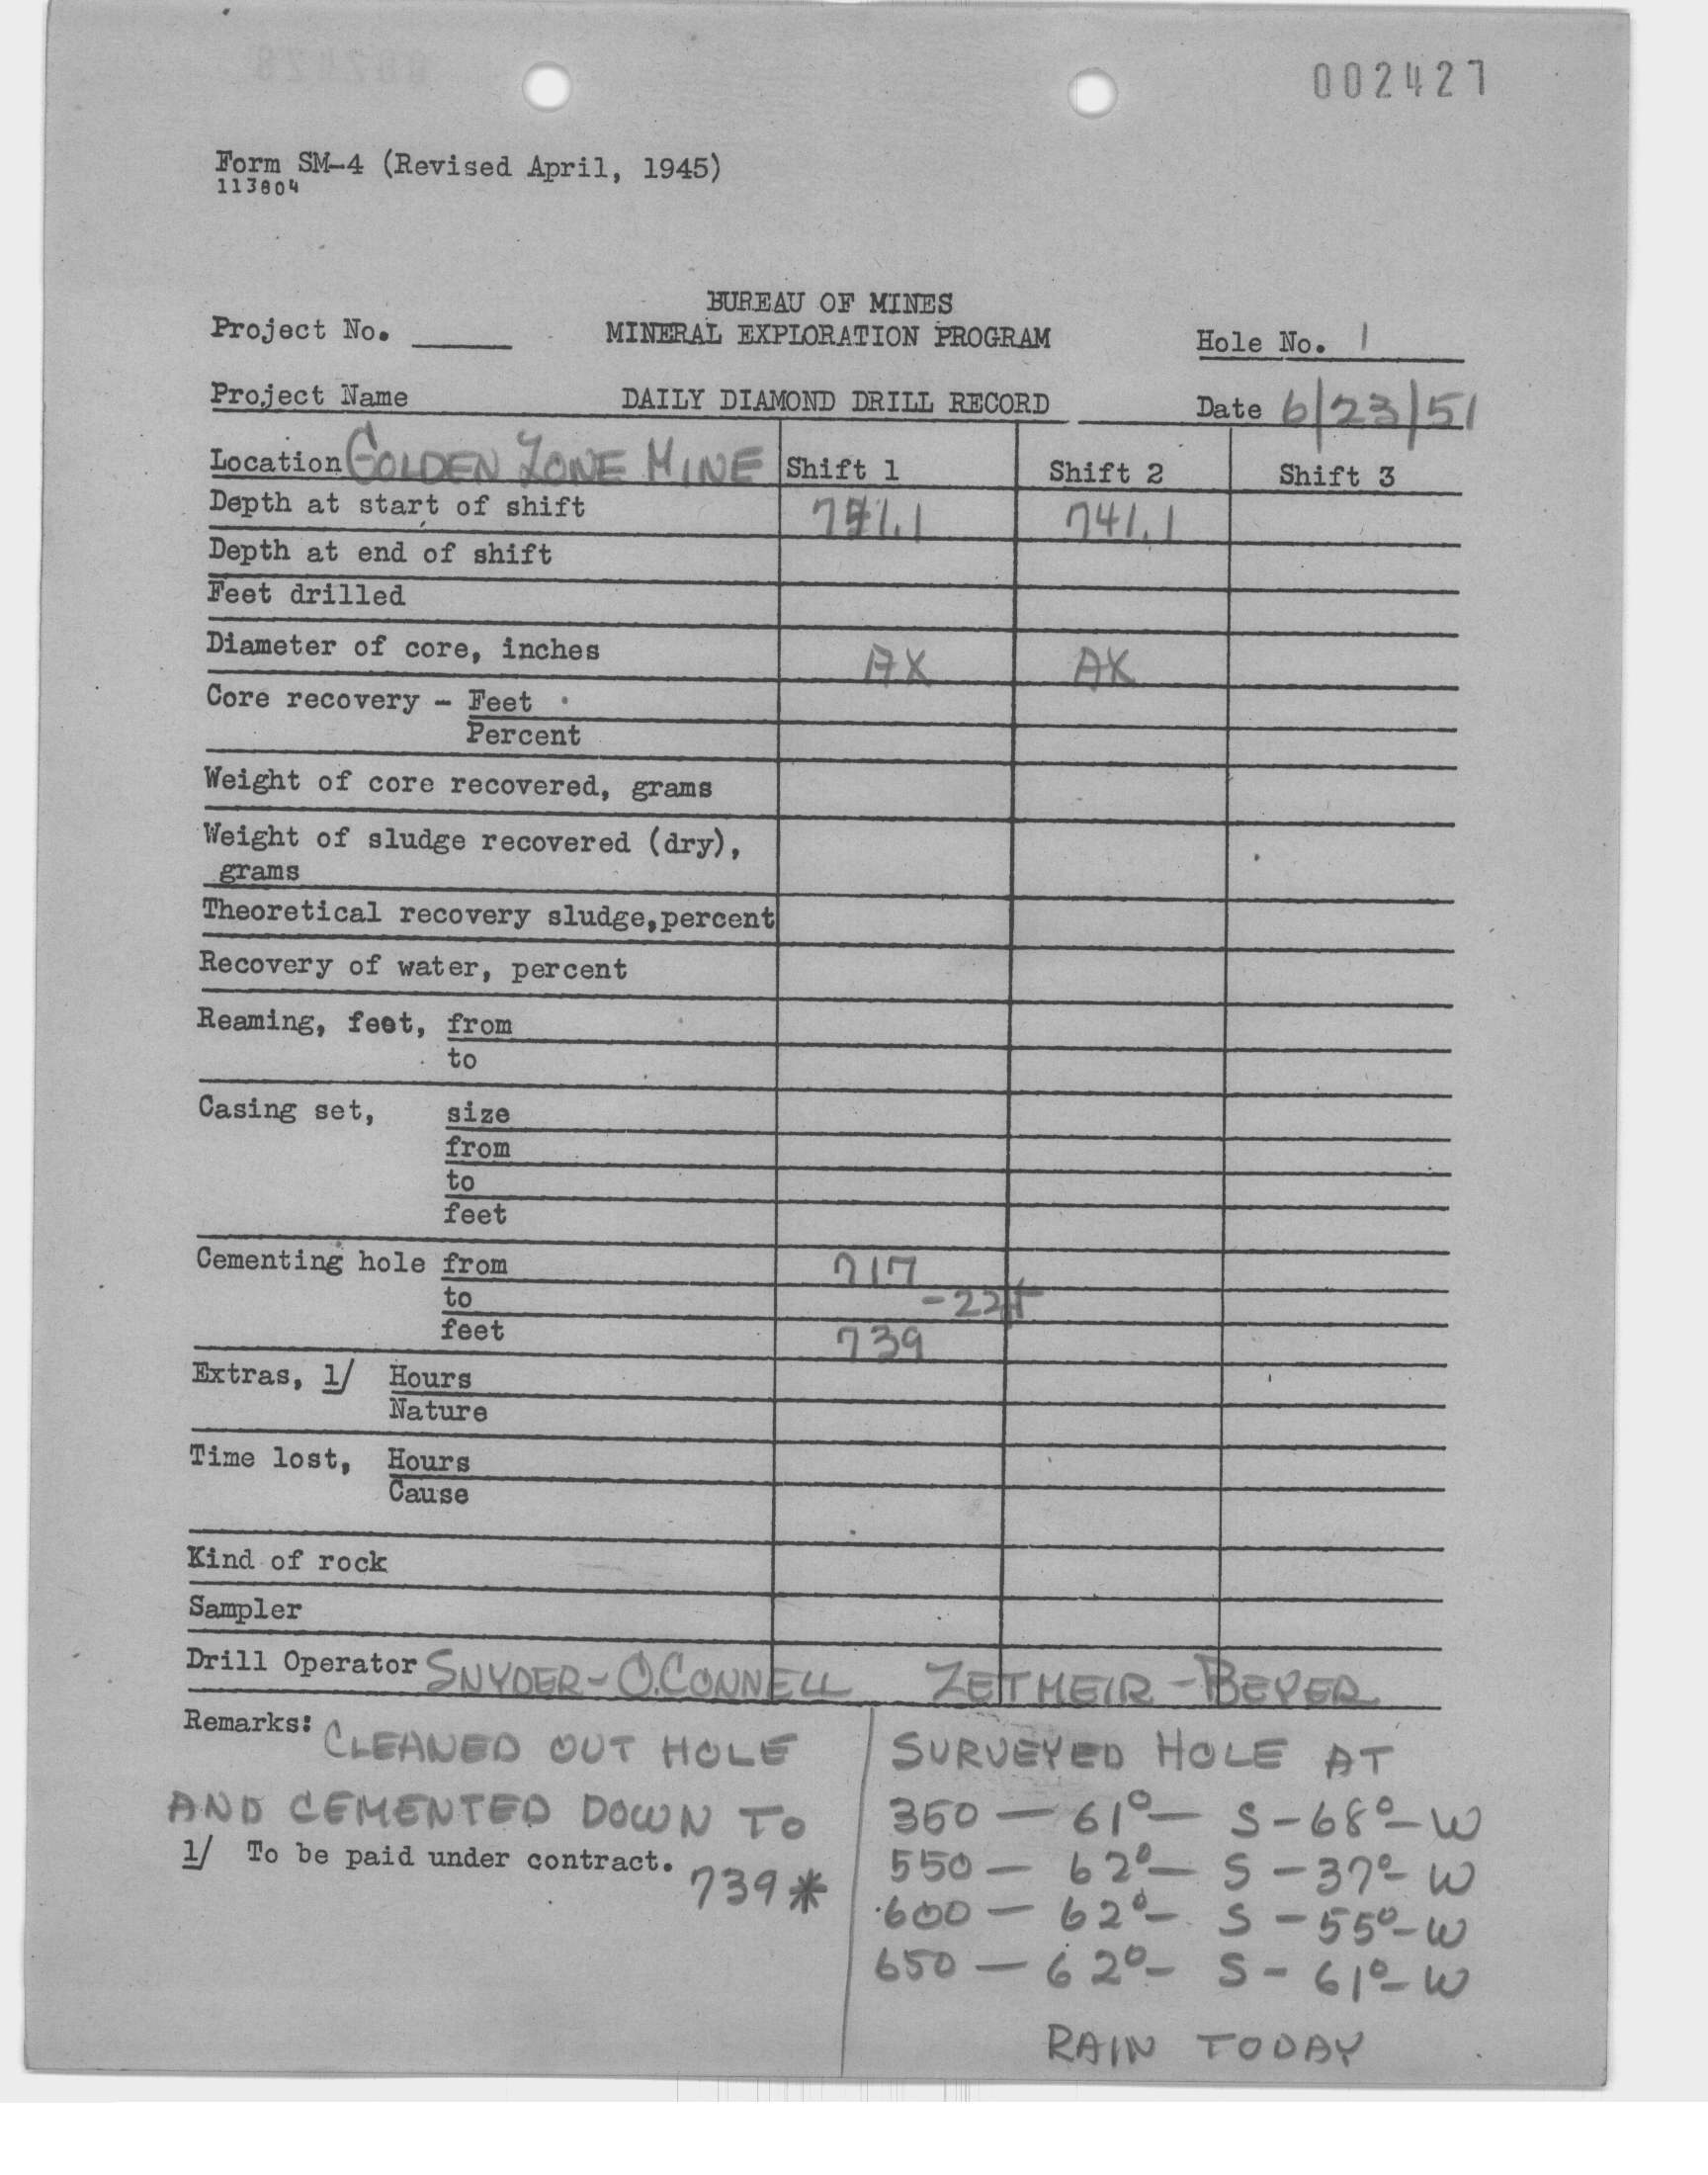 002427
Form SM-4 (Revised April, 1945)
113804
BUREAU OF MINES
Project No. MINERAL EXPLORATION PROGRAM Hole No. 1
Project Name DAILY DIAMOND DRILL RECORD Date 6/23/51
Location GOLDEN ZONE MINE Shift 1 Shift 2 Shift 3
Depth at start of shift 741.1 741.1
Depth at end of shift
Feet drilled
Diameter of core, inches AX AX
Core recovery - Feet
Percent
Weight of core recovered, grams
Weight of sludge recovered (dry),
grams
Theoretical recovery sludge, percent
Recovery of water, percent
Reaming, feet, from
to
Casing set, size
from
to
feet
Cementing hole from 717
to -22
feet 739
Extras, 1/ Hours
Nature
Time lost, Hours
Cause
Kind of rock
Sampler
Drill Operator SNYDER-O.CONNELL ZETMEIR-BEYER
Remarks: CLEANED OUT HOLE
AND CEMENTED DOWN TO
739*
1/ To be paid under contract.
SURVEYED HOLE AT
350 — 61° — S-68°-W
550 — 62° — S-37°-W
600 — 62° — S-55°-W
650 — 62° — S-61°-W
RAIN TODAY